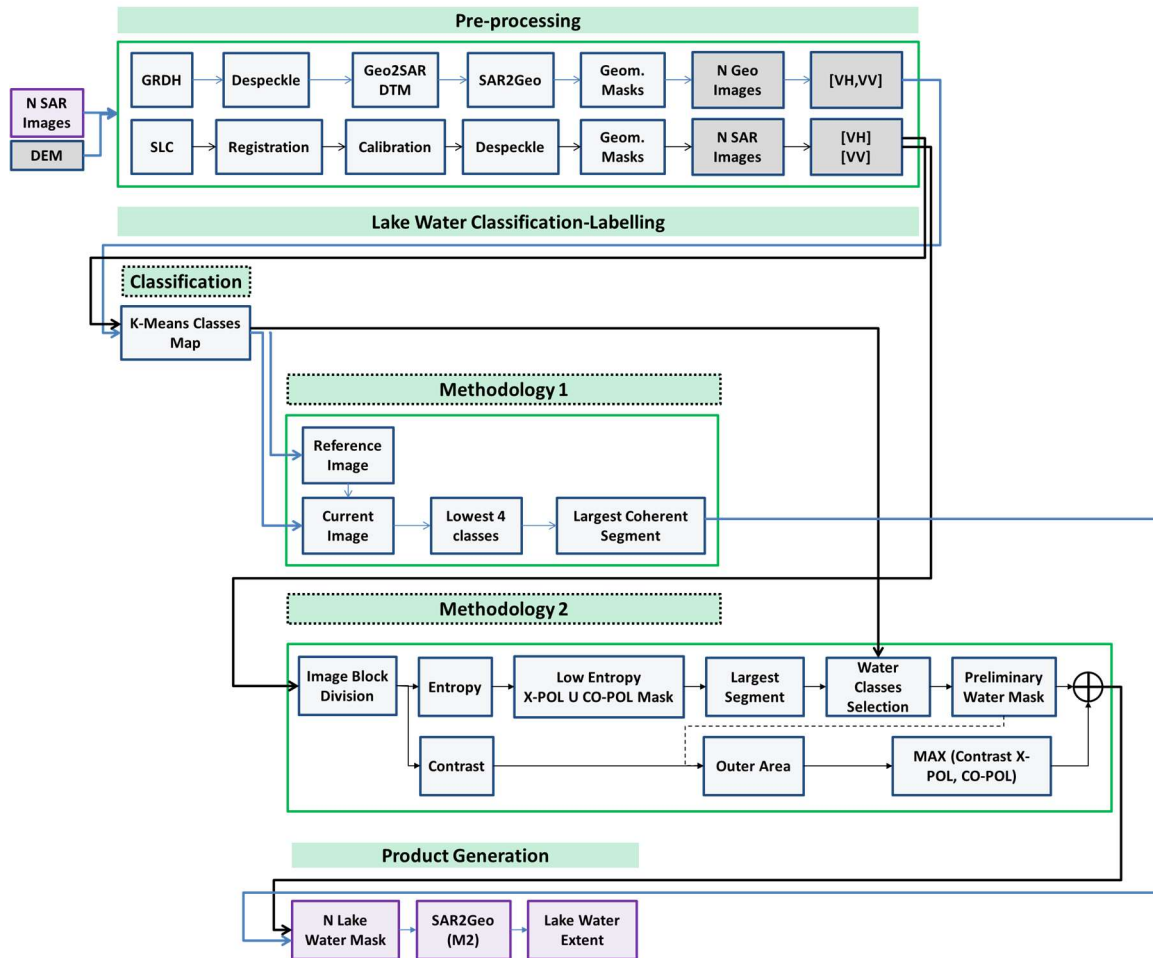 Pre-processing
N SAR
Images
DEM
GRDH
Despeckle
Geo2SAR
DTM
SAR2Geo
Geom.
Masks
N Geo
Images
[VH,VV]
SLC
Registration
Calibration
Despeckle
Geom.
Masks
N SAR
Images
[VH]
[VV]
Lake Water Classification-Labelling
Classification
K-Means Classes
Map
Methodology 1
Reference
Image
Current
Image
Lowest 4
classes
Largest Coherent
Segment
Methodology 2
Image Block
Division
Entropy
Low Entropy
X-POL U CO-POL Mask
Largest
Segment
Water
Classes
Selection
Preliminary
Water Mask
Contrast
Outer Area
MAX (Contrast X-
POL, CO-POL)
Product Generation
N Lake
Water Mask
SAR2Geo
(M2)
Lake Water
Extent